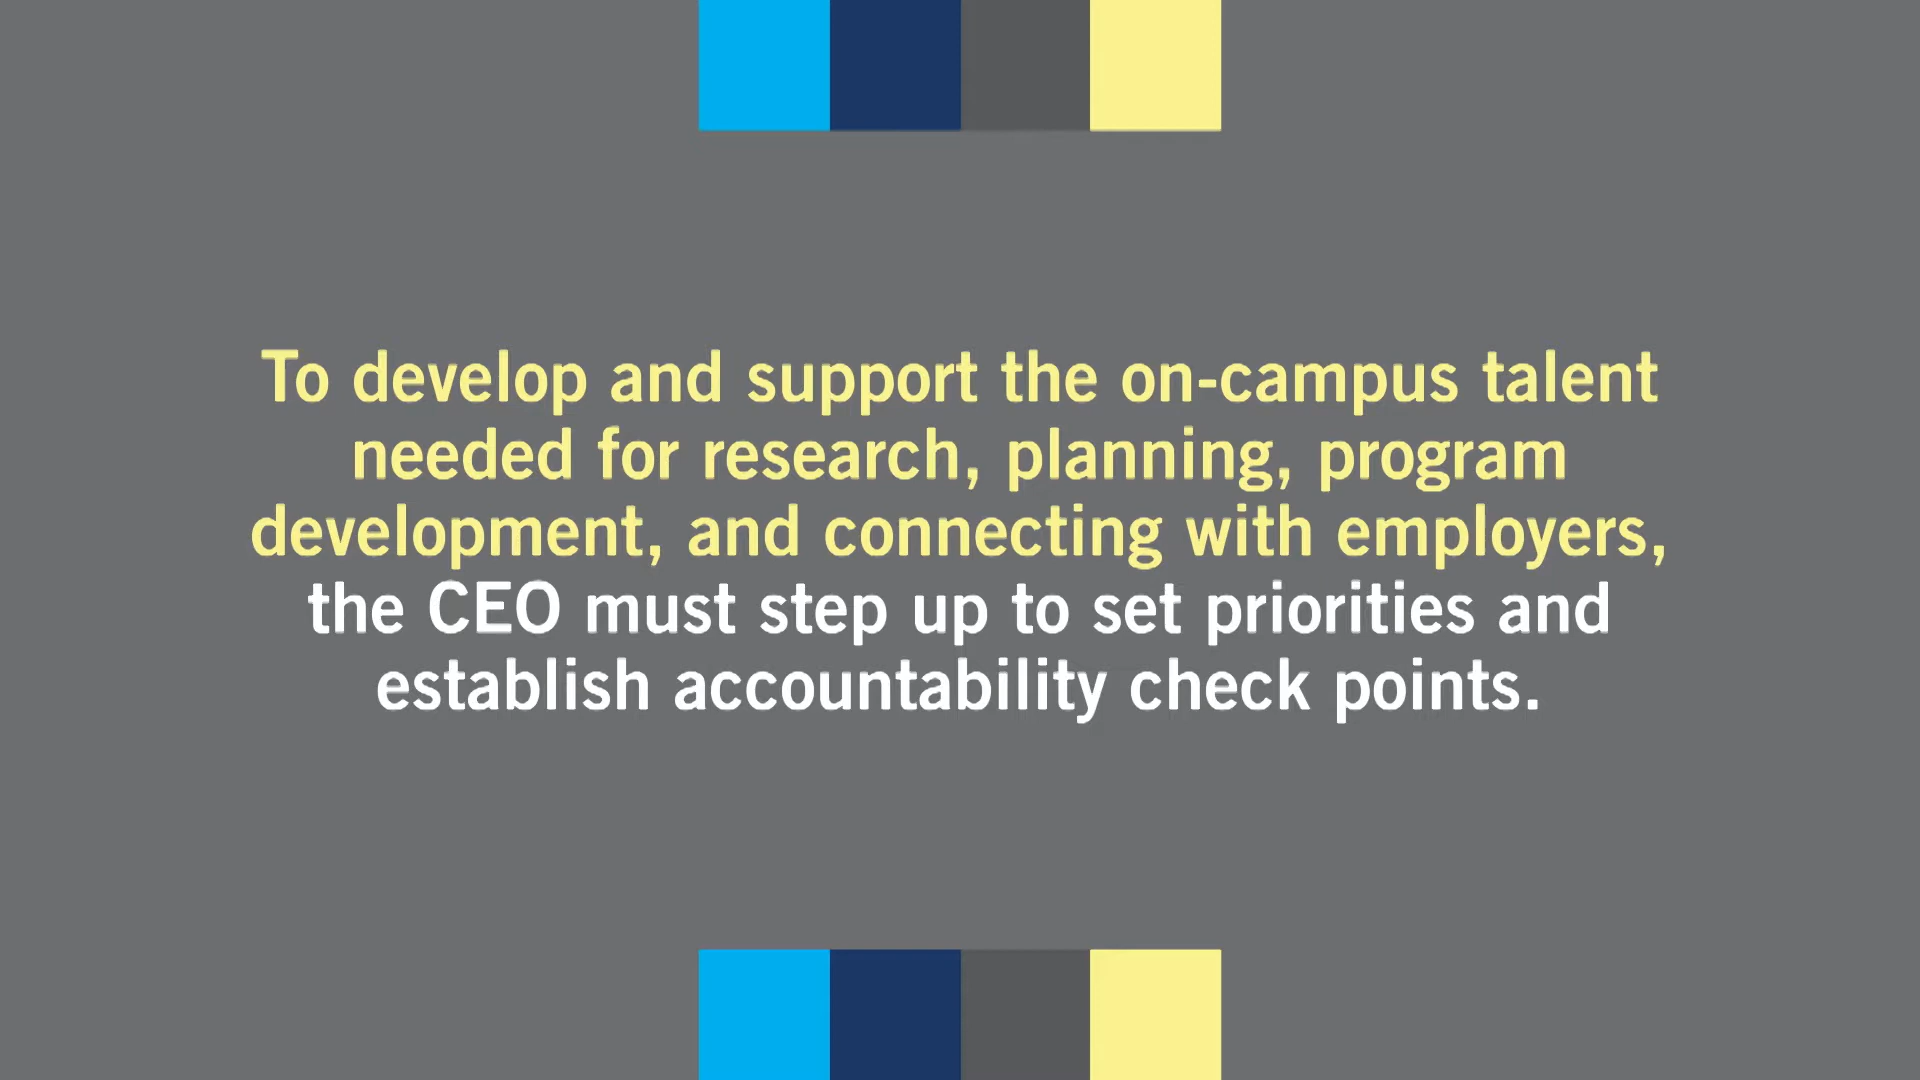 To develop and support the on-campus talent
needed for research, planning, program
development, and connecting with employers,
the CEO must step up to set priorities and
establish accountability check points.